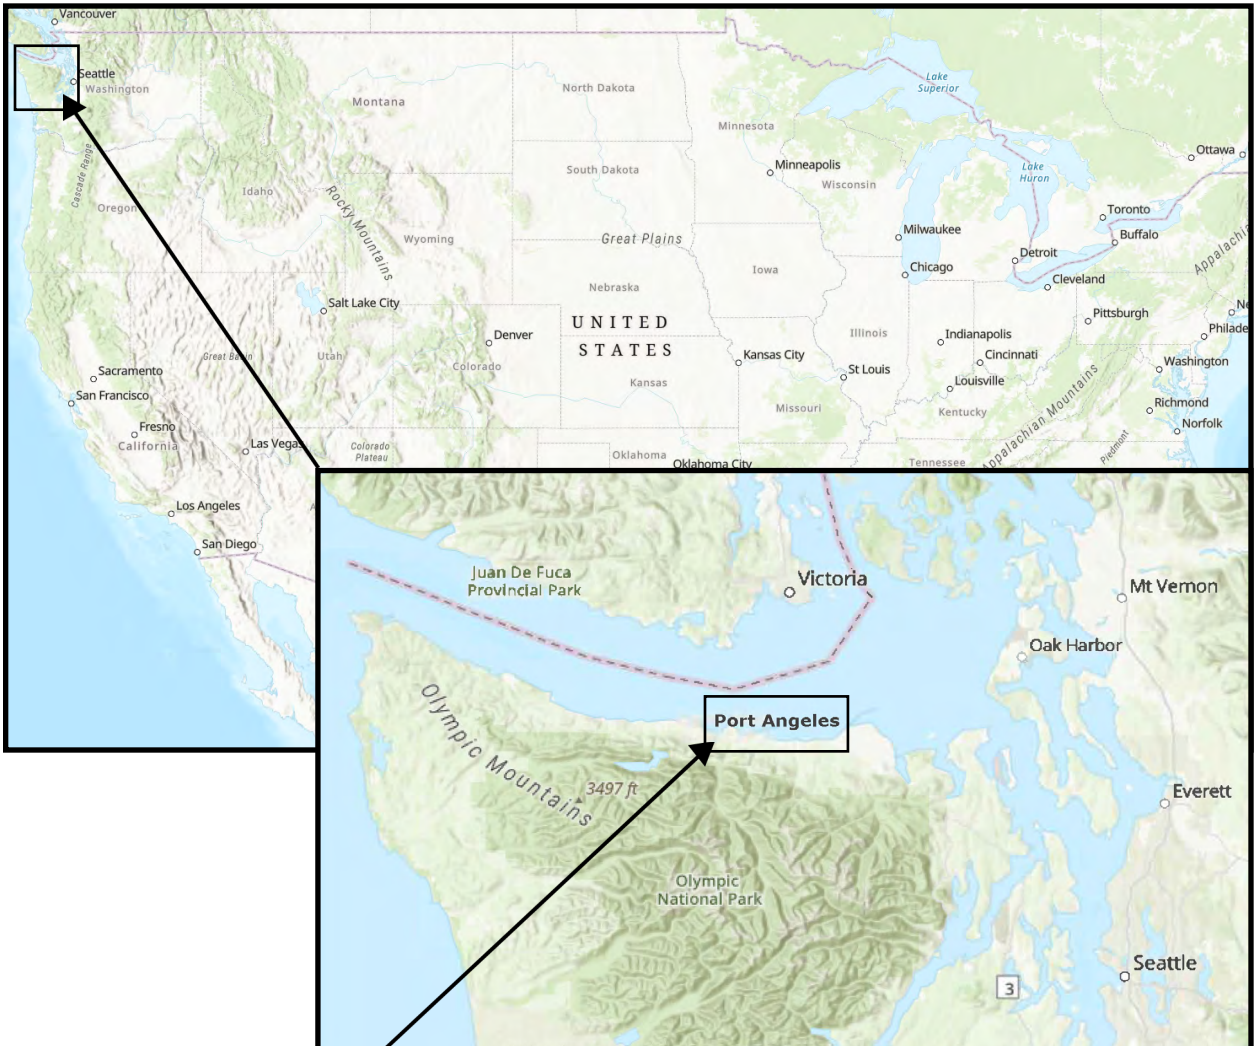 Vancouver
Seattle
Washington
Montana
North Dakota
Minnesota
Lake
Superior
Ottawa
Minneapolis
South Dakota
Wisconsin
Lake
Huron
Cascade Range
Oregon
Idaho
Rocky Mountains
Wyoming
Great Plains
Milwaukee
Toronto
Buffalo
Appalachia
Detroit
Chicago
Iowa
Cleveland
Nebraska
Salt Lake City
Pittsburgh
Ne
UNITED
STATES
Denver
Philade
Illinois
Indianapolis
Great Basin
Utah
Colorado
Kansas City
Cincinnati
St Louis
Washington
Sacramento
San Francisco
Kansas
Louisville
Missouri
Kentucky
Appalachian Mountains
Richmond
Norfolk
Fresno
California
Las Vegas
Colorado
Plateau
Piedmont
Oklahoma
Oklahoma City
Tennessee
Los Angeles
A
San Diego
Juan De Fuca
Provincial Park
Victoria
Mt Vernon
Oak Harbor
Port Angeles
Olympic Mountains
3497 ft
Everett
Olympic
National Park
Seattle
3